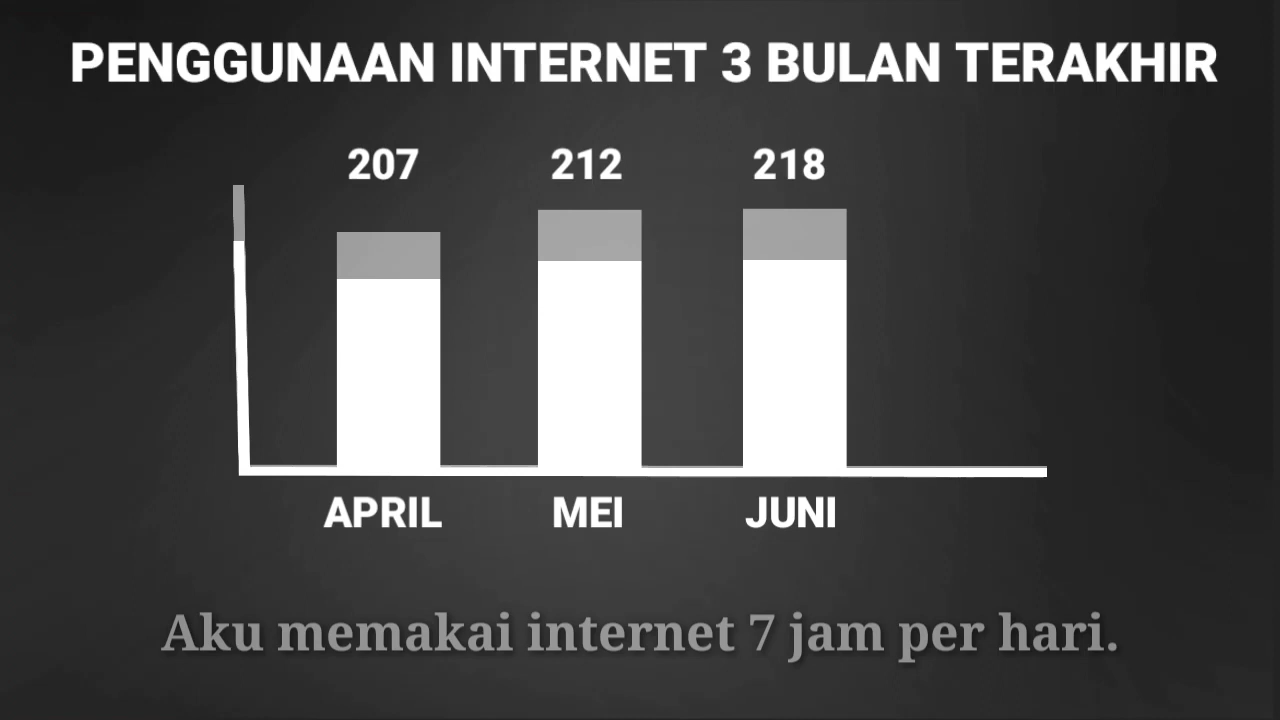 PENGGUNAAN INTERNET 3 BULAN TERAKHIR
207 212 218
APRIL MEI JUNI
Aku memakai internet 7 jam per hari.